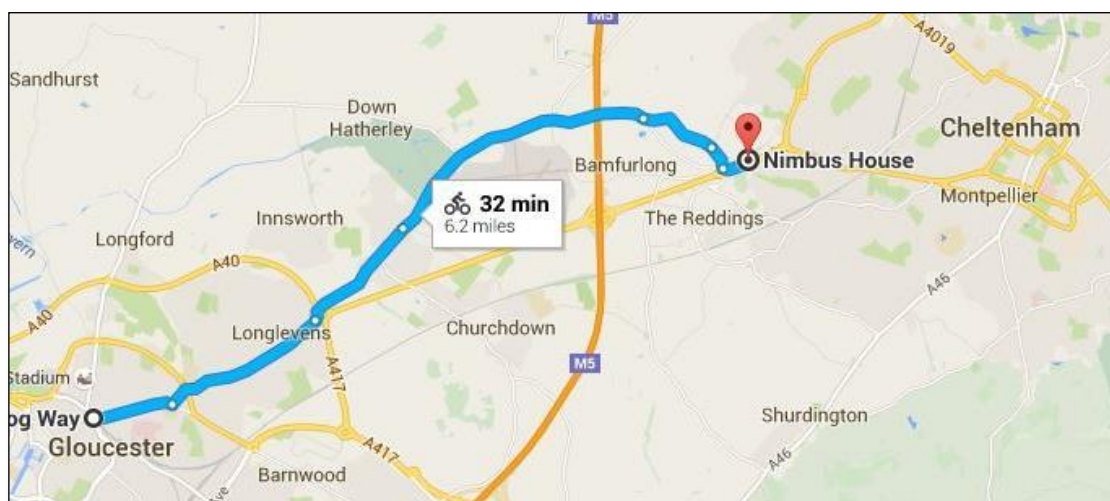 M5
A4019
Sandhurst
Down
Hatherley
Cheltenham
Nimbus House
Bamfurlong
Montpellier
32 min
6.2 miles
Innsworth
The Reddings
Longford
A40
A46
A40
Longlevens
Churchdown
A417
M5
Stadium
og Way
Gloucester
Shurdington
A417
Barnwood
A46